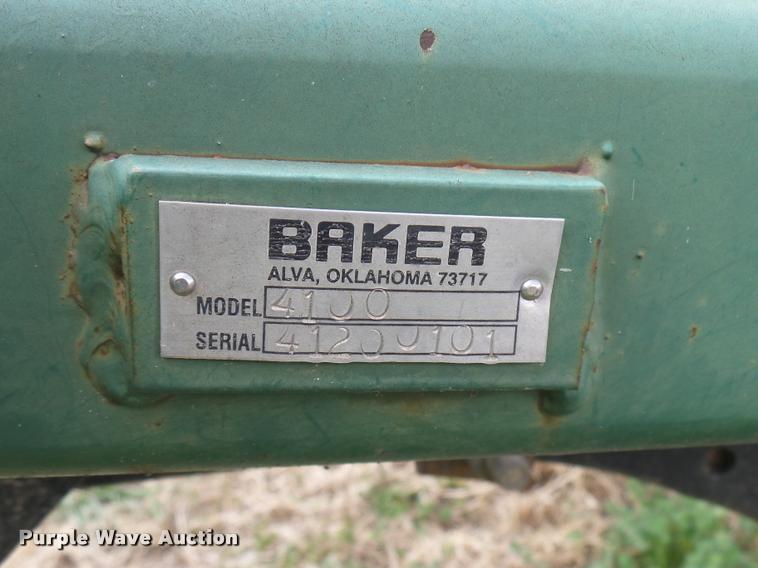 BAKER
ALVA, OKLAHOMA 73717
MODEL 4100
SERIAL 41200101
Purple Wave Auction